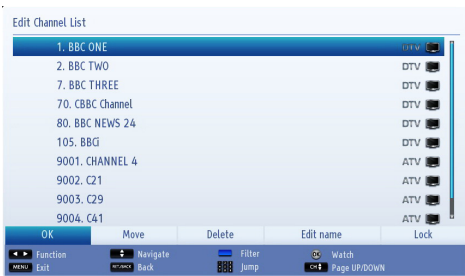 Edit Channel List
1. BBC ONE DTV
2. BBC TWO DTV
7. BBC THREE DTV
70. CBBC Channel DTV
80. BBC NEWS 24 DTV
105. BBCi DTV
9001. CHANNEL 4 ATV
9002. C21 ATV
9003. C29 ATV
9004. C41 ATV
OK Move Delete Edit name Lock
Function Navigate Filter OK Watch
MENU Exit RET./BACK Back Jump CH Page UP/DOWN